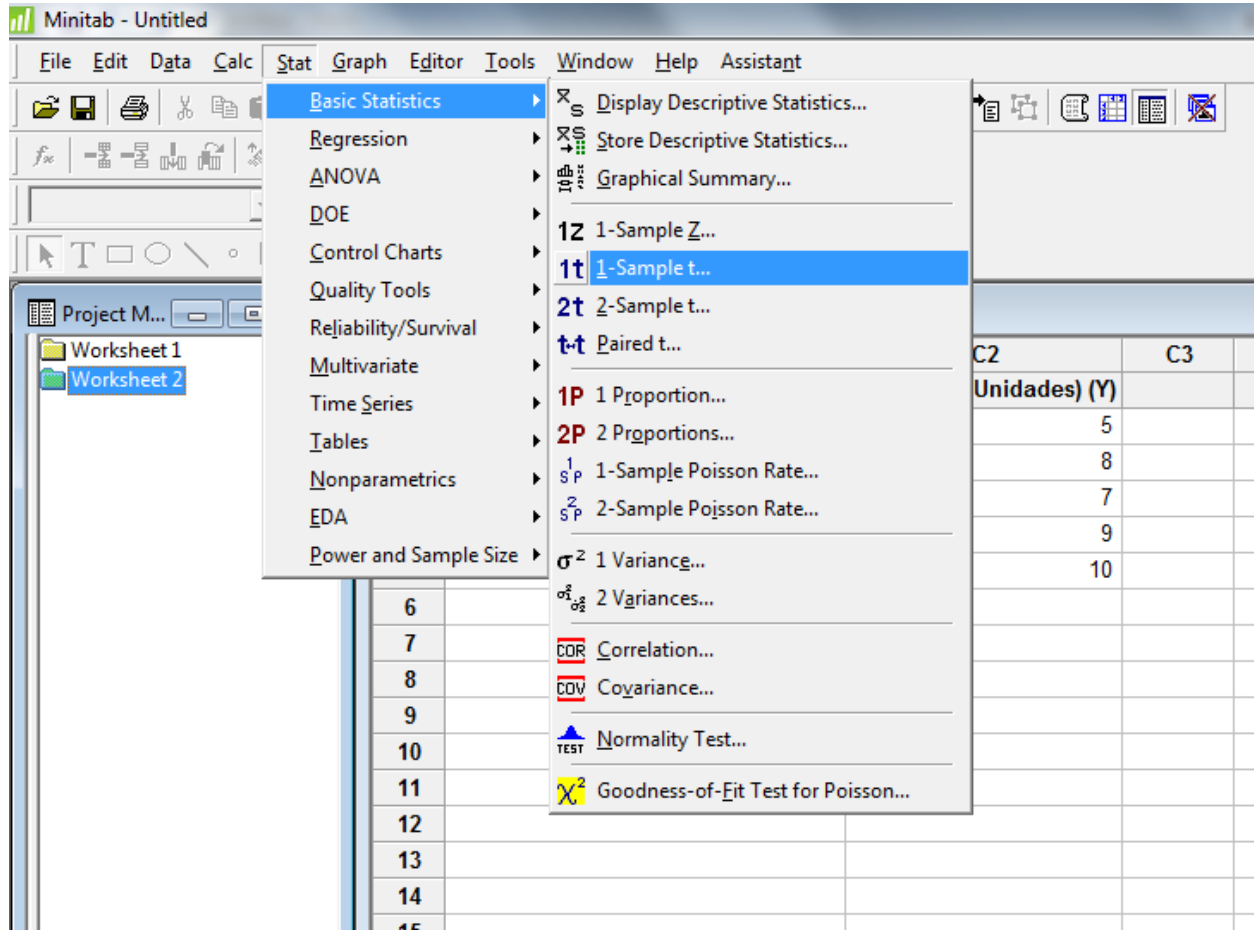 Minitab - Untitled
File Edit Data Calc Stat Graph Editor Tools Window Help Assistant
Basic Statistics
Regression
ANOVA
DOE
Control Charts
Quality Tools
Reliability/Survival
Multivariate
Time Series
Tables
Nonparametrics
EDA
Power and Sample Size
Display Descriptive Statistics...
Store Descriptive Statistics...
Graphical Summary...
1Z 1-Sample Z...
1t 1-Sample t...
2t 2-Sample t...
t-t Paired t...
1P 1 Proportion...
2P 2 Proportions...
1-Sample Poisson Rate...
2-Sample Poisson Rate...
σ² 1 Variance...
2 Variances...
COR Correlation...
COV Covariance...
TEST Normality Test...
χ² Goodness-of-Fit Test for Poisson...
Project M...
Worksheet 1
Worksheet 2
C2 C3
Unidades) (Y)
5
8
7
9
10
6
7
8
9
10
11
12
13
14
15